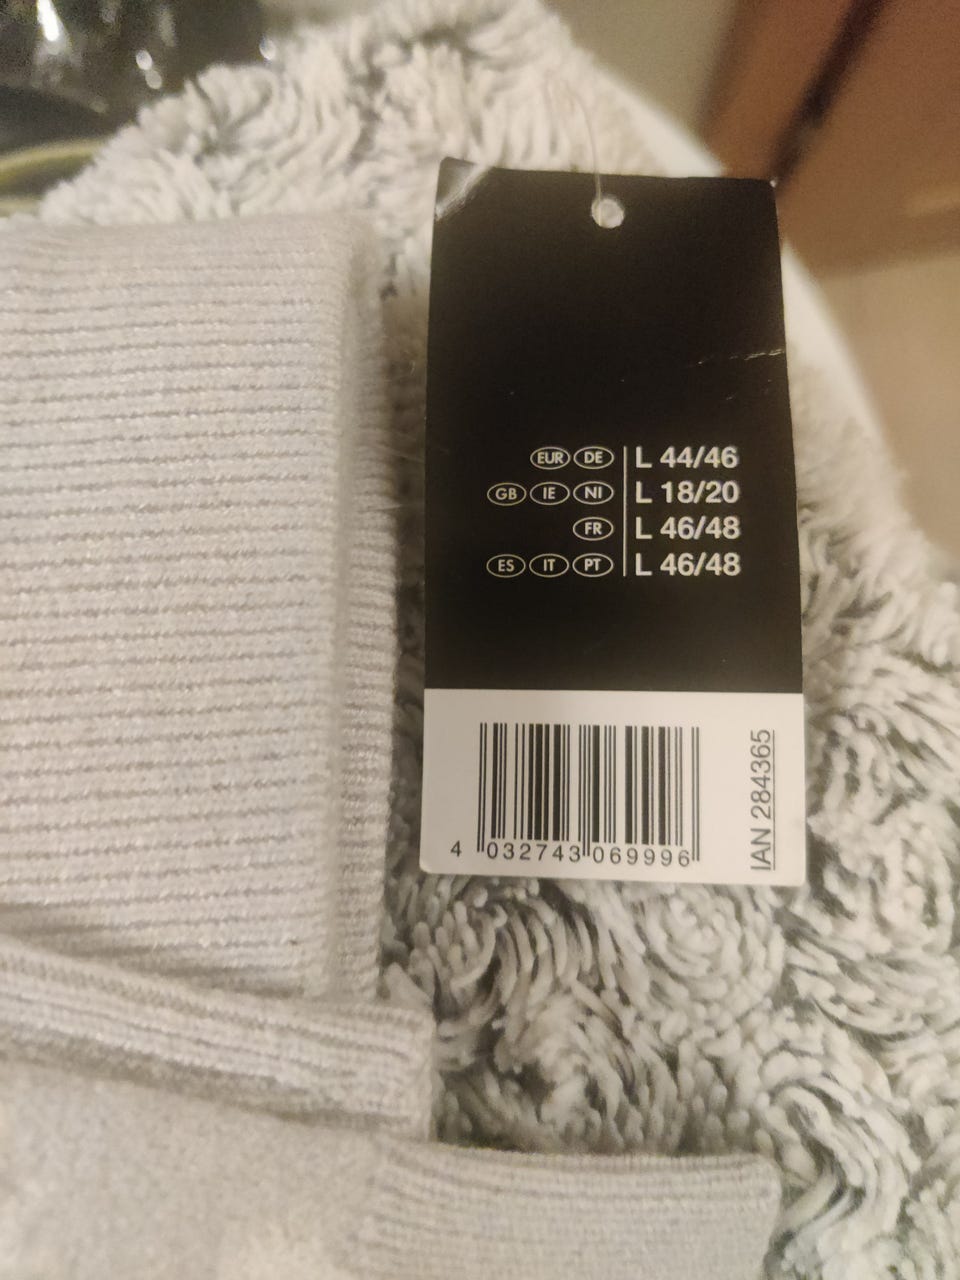 EUR DE L 44/46
GB IE NI L 18/20
FR L 46/48
ES IT PT L 46/48
4 032743 069996
IAN 284365